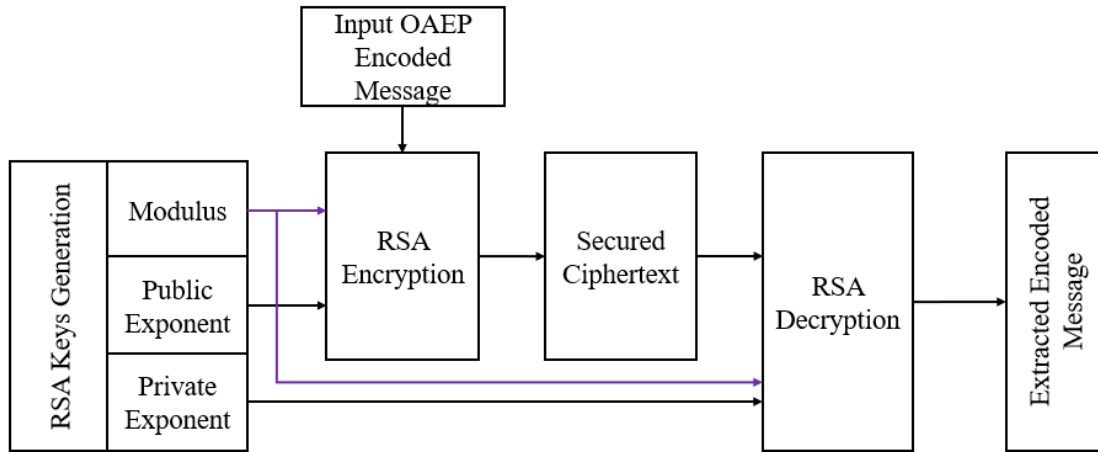 Input OAEP
Encoded
Message
RSA Keys Generation
Modulus
Public
Exponent
Private
Exponent
RSA
Encryption
Secured
Ciphertext
RSA
Decryption
Extracted Encoded
Message